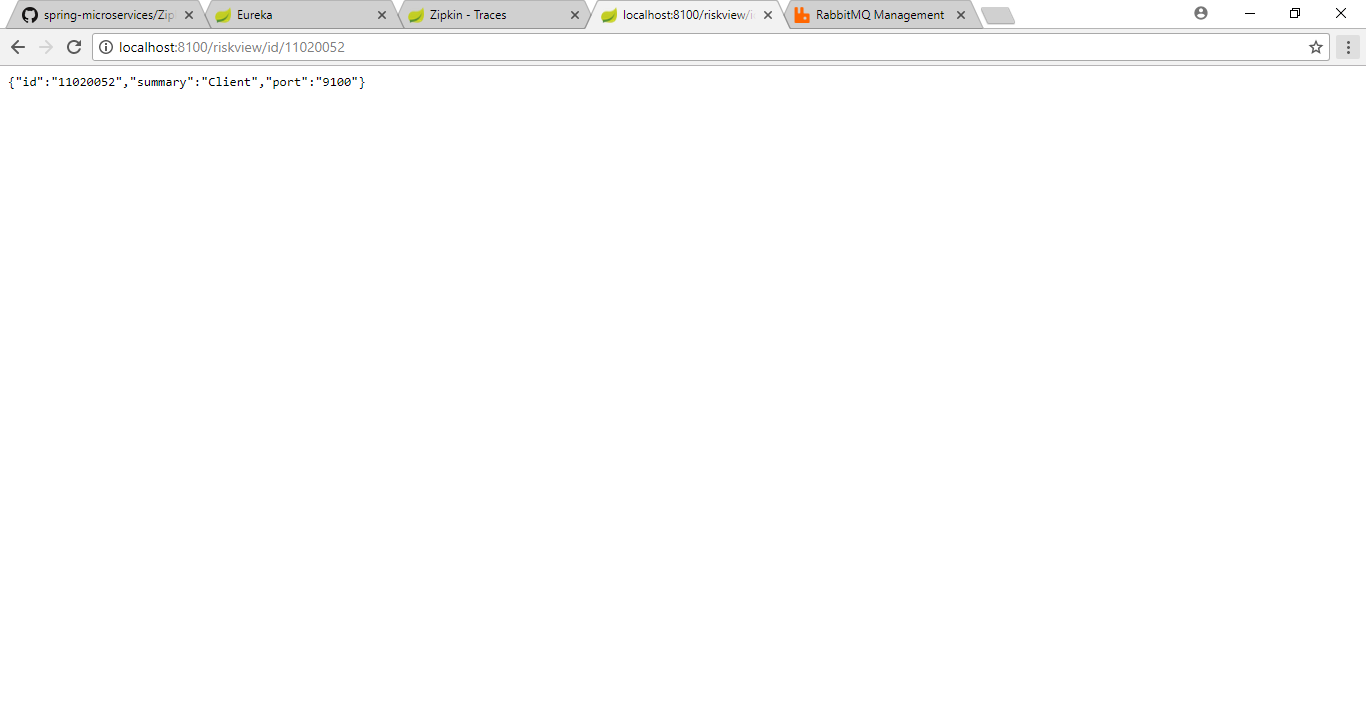 spring-microservices/Zip
Eureka
Zipkin - Traces
localhost:8100/riskview/i
RabbitMQ Management
localhost:8100/riskview/id/11020052
{"id":"11020052","summary":"Client","port":"9100"}